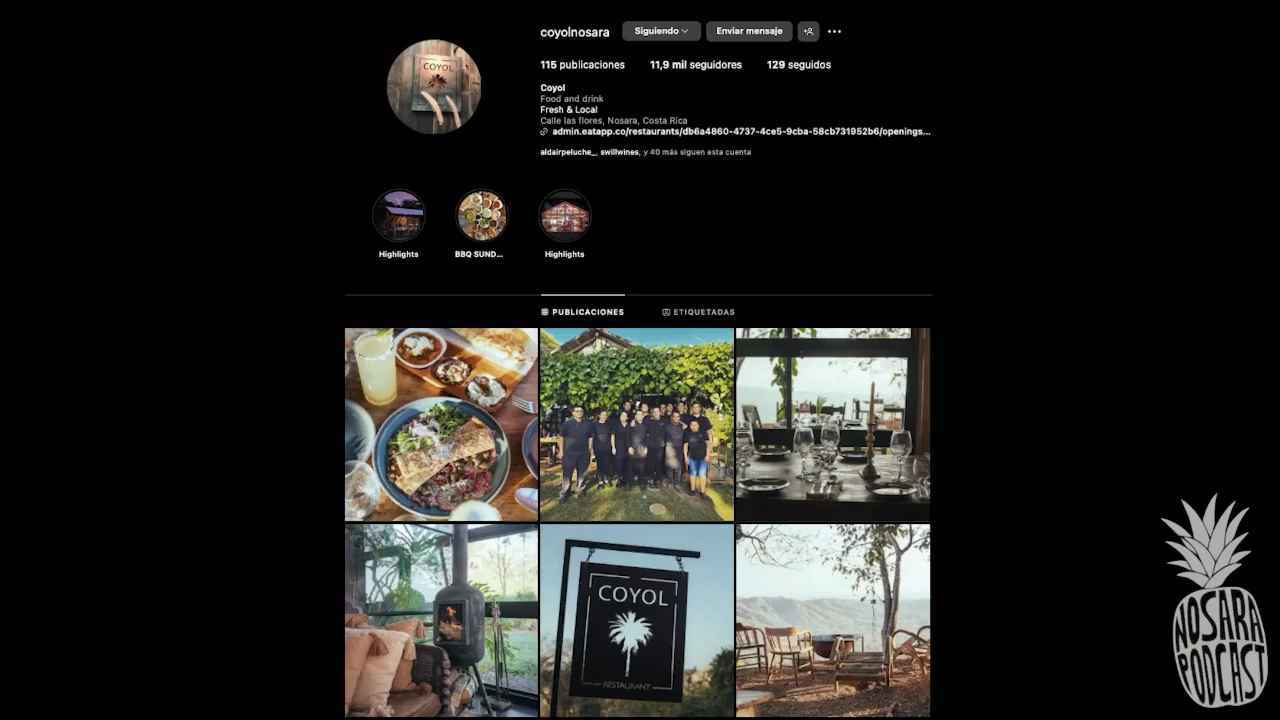 coyolnosara Siguiendo Enviar mensaje
115 publicaciones 11,9 mil seguidores 129 seguidos
Coyol
Food and drink
Fresh & Local
Calle las flores, Nosara, Costa Rica
admin.eatapp.co/restaurants/db6a4860-4737-4ce5-9cba-58cb731952b6/openings...
aldairpeluche_, swillwines, y 40 más siguen esta cuenta
COYOL
Highlights BBQ SUND... Highlights
PUBLICACIONES ETIQUETADAS
COYOL
RESTAURANT
NOSARA
PODCAST